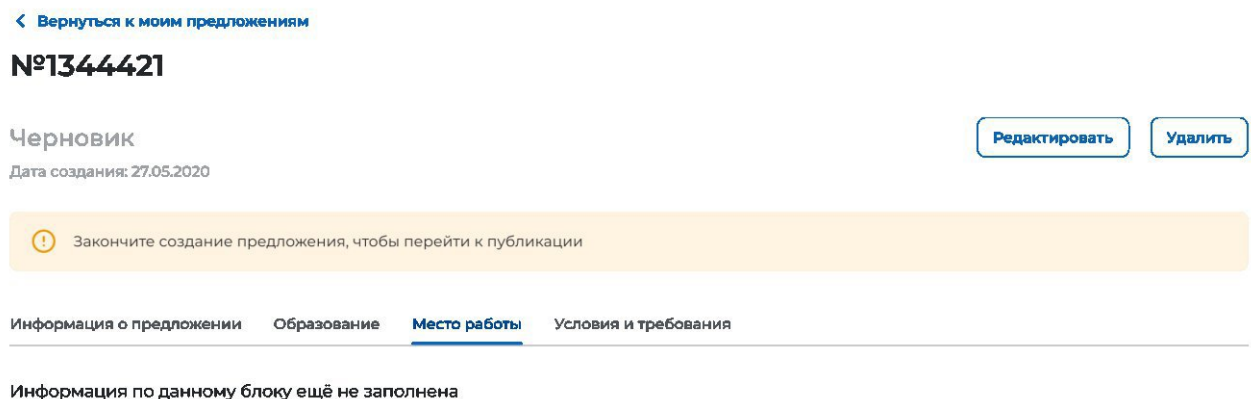 Вернуться к моим предложениям
№1344421
Черновик
Редактировать
Удалить
Дата создания: 27.05.2020
Закончите создание предложения, чтобы перейти к публикации
Информация о предложении Образование Место работы Условия и требования
Информация по данному блоку ещё не заполнена